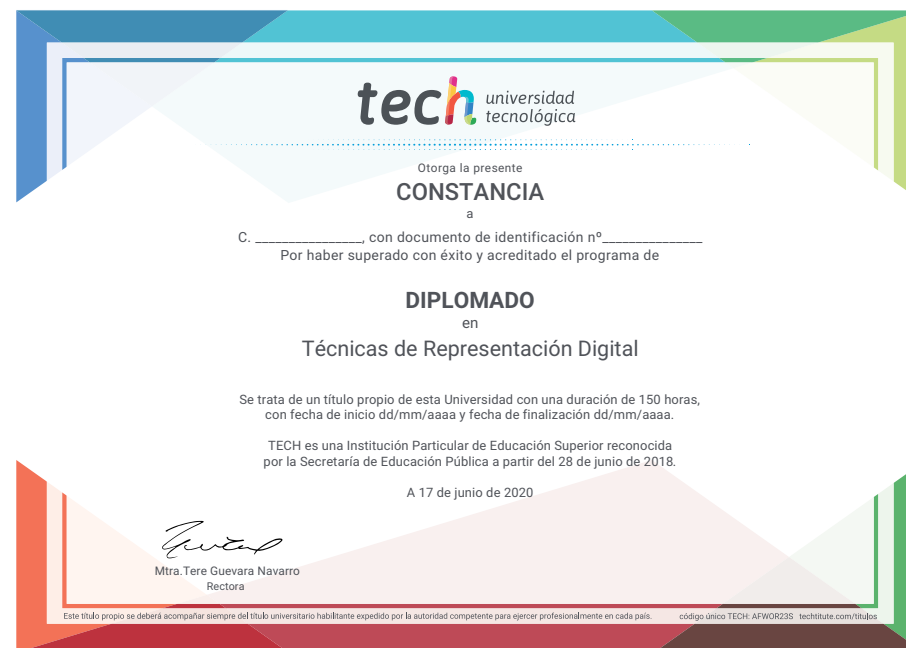 tech universidad
tecnológica
Otorga la presente
CONSTANCIA
a
C. ________________, con documento de identificación nº_______________
Por haber superado con éxito y acreditado el programa de
DIPLOMADO
en
Técnicas de Representación Digital
Se trata de un título propio de esta Universidad con una duración de 150 horas,
con fecha de inicio dd/mm/aaaa y fecha de finalización dd/mm/aaaa.
TECH es una Institución Particular de Educación Superior reconocida
por la Secretaría de Educación Pública a partir del 28 de junio de 2018.
A 17 de junio de 2020
Mtra.Tere Guevara Navarro
Rectora
Este título propio se deberá acompañar siempre del título universitario habilitante expedido por la autoridad competente para ejercer profesionalmente en cada país. código único TECH: AFWOR23S techtitute.com/titulos